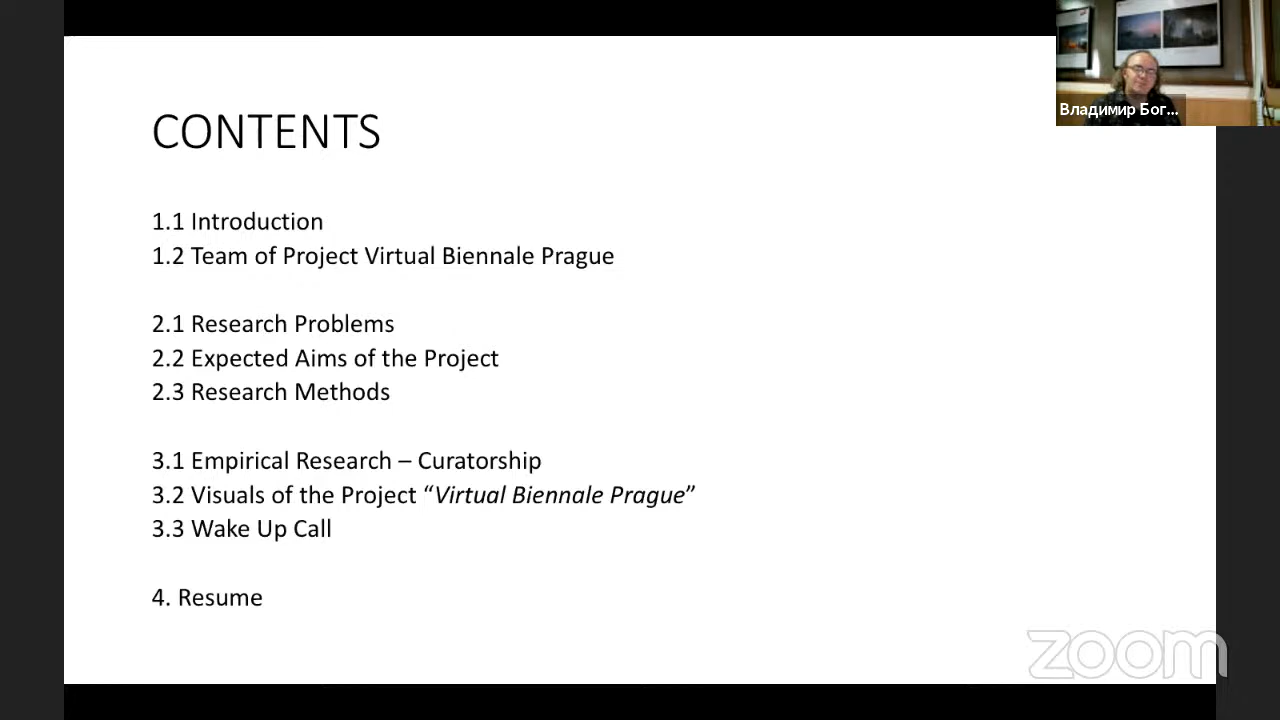 CONTENTS
Владимир Бог...
1.1 Introduction
1.2 Team of Project Virtual Biennale Prague
2.1 Research Problems
2.2 Expected Aims of the Project
2.3 Research Methods
3.1 Empirical Research – Curatorship
3.2 Visuals of the Project “Virtual Biennale Prague”
3.3 Wake Up Call
4. Resume
zoom